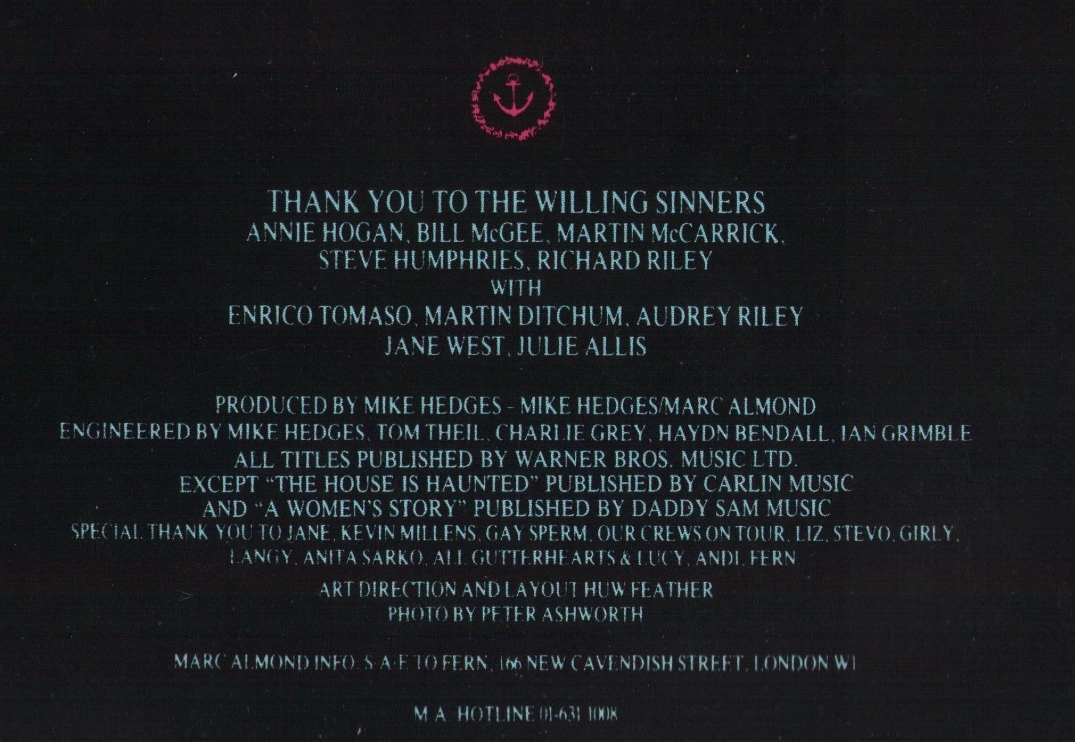 THANK YOU TO THE WILLING SINNERS
ANNIE HOGAN, BILL McGEE, MARTIN McCARRICK,
STEVE HUMPHRIES, RICHARD RILEY
WITH
ENRICO TOMASO, MARTIN DITCHUM, AUDREY RILEY
JANE WEST, JULIE ALLIS
PRODUCED BY MIKE HEDGES - MIKE HEDGES/MARC ALMOND
ENGINEERED BY MIKE HEDGES, TOM THEIL, CHARLIE GREY, HAYDN BENDALL, IAN GRIMBLE
ALL TITLES PUBLISHED BY WARNER BROS. MUSIC LTD.
EXCEPT “THE HOUSE IS HAUNTED” PUBLISHED BY CARLIN MUSIC
AND “A WOMEN'S STORY” PUBLISHED BY DADDY SAM MUSIC
SPECIAL THANK YOU TO JANE, KEVIN MILLENS, GAY SPERM, OUR CREWS ON TOUR, LIZ, STEVO, GIRLY,
LANGY, ANITA SARKO, ALL GUTTERHEARTS & LUCY, ANDI, FERN
ART DIRECTION AND LAYOUT HUW FEATHER
PHOTO BY PETER ASHWORTH
MARC ALMOND INFO. S.A.E TO FERN, 166 NEW CAVENDISH STREET, LONDON W1
M.A. HOTLINE 01-631 1008